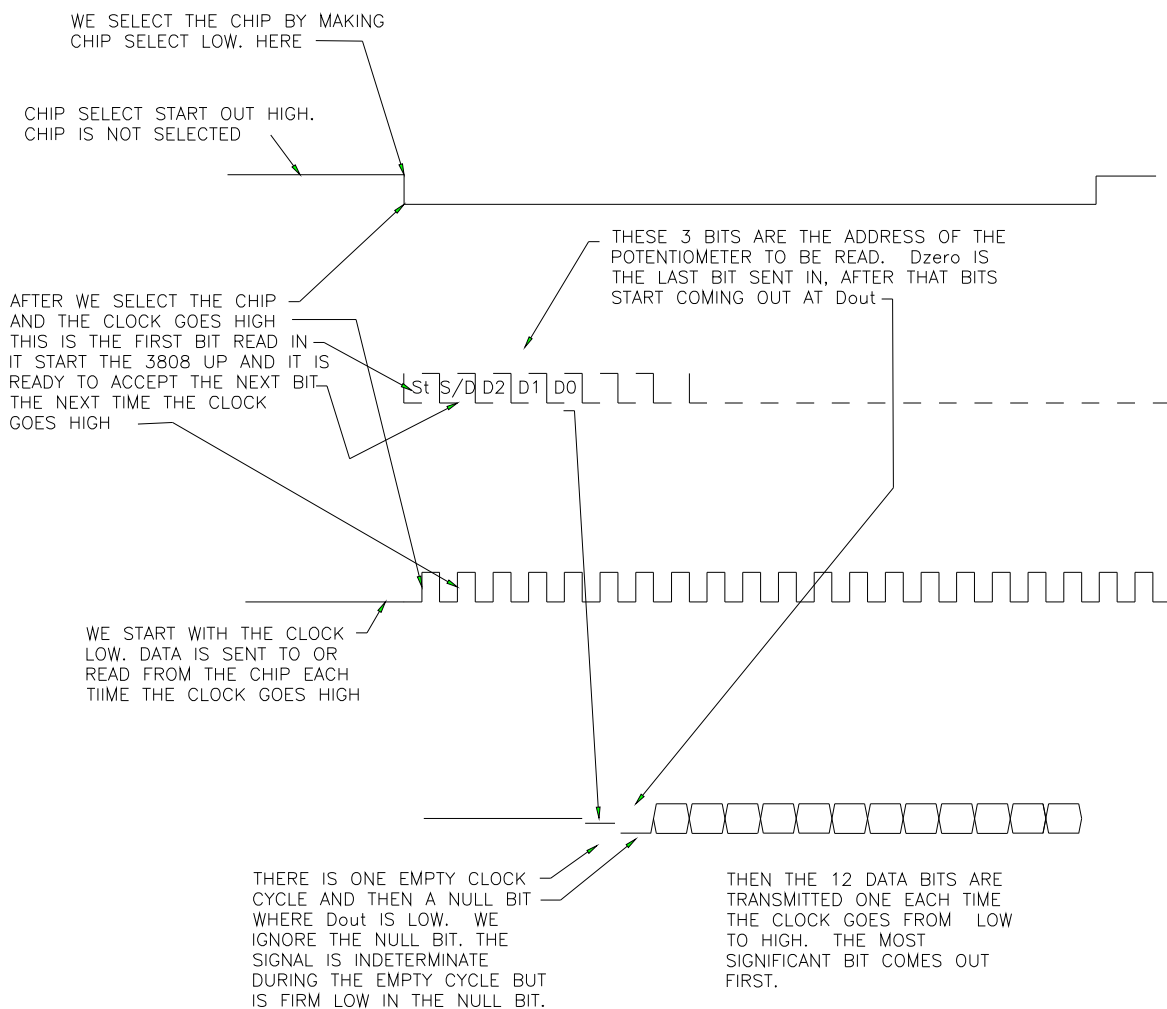 WE SELECT THE CHIP BY MAKING
CHIP SELECT LOW. HERE
CHIP SELECT START OUT HIGH.
CHIP IS NOT SELECTED
THESE 3 BITS ARE THE ADDRESS OF THE
POTENTIOMETER TO BE READ. Dzero IS
THE LAST BIT SENT IN, AFTER THAT BITS
START COMING OUT AT Dout
AFTER WE SELECT THE CHIP
AND THE CLOCK GOES HIGH
THIS IS THE FIRST BIT READ IN
IT START THE 3808 UP AND IT IS
READY TO ACCEPT THE NEXT BIT
THE NEXT TIME THE CLOCK
GOES HIGH
St S/D D2 D1 D0
WE START WITH THE CLOCK
LOW. DATA IS SENT TO OR
READ FROM THE CHIP EACH
TIIME THE CLOCK GOES HIGH
THERE IS ONE EMPTY CLOCK
CYCLE AND THEN A NULL BIT
WHERE Dout IS LOW. WE
IGNORE THE NULL BIT. THE
SIGNAL IS INDETERMINATE
DURING THE EMPTY CYCLE BUT
IS FIRM LOW IN THE NULL BIT.
THEN THE 12 DATA BITS ARE
TRANSMITTED ONE EACH TIME
THE CLOCK GOES FROM LOW
TO HIGH. THE MOST
SIGNIFICANT BIT COMES OUT
FIRST.